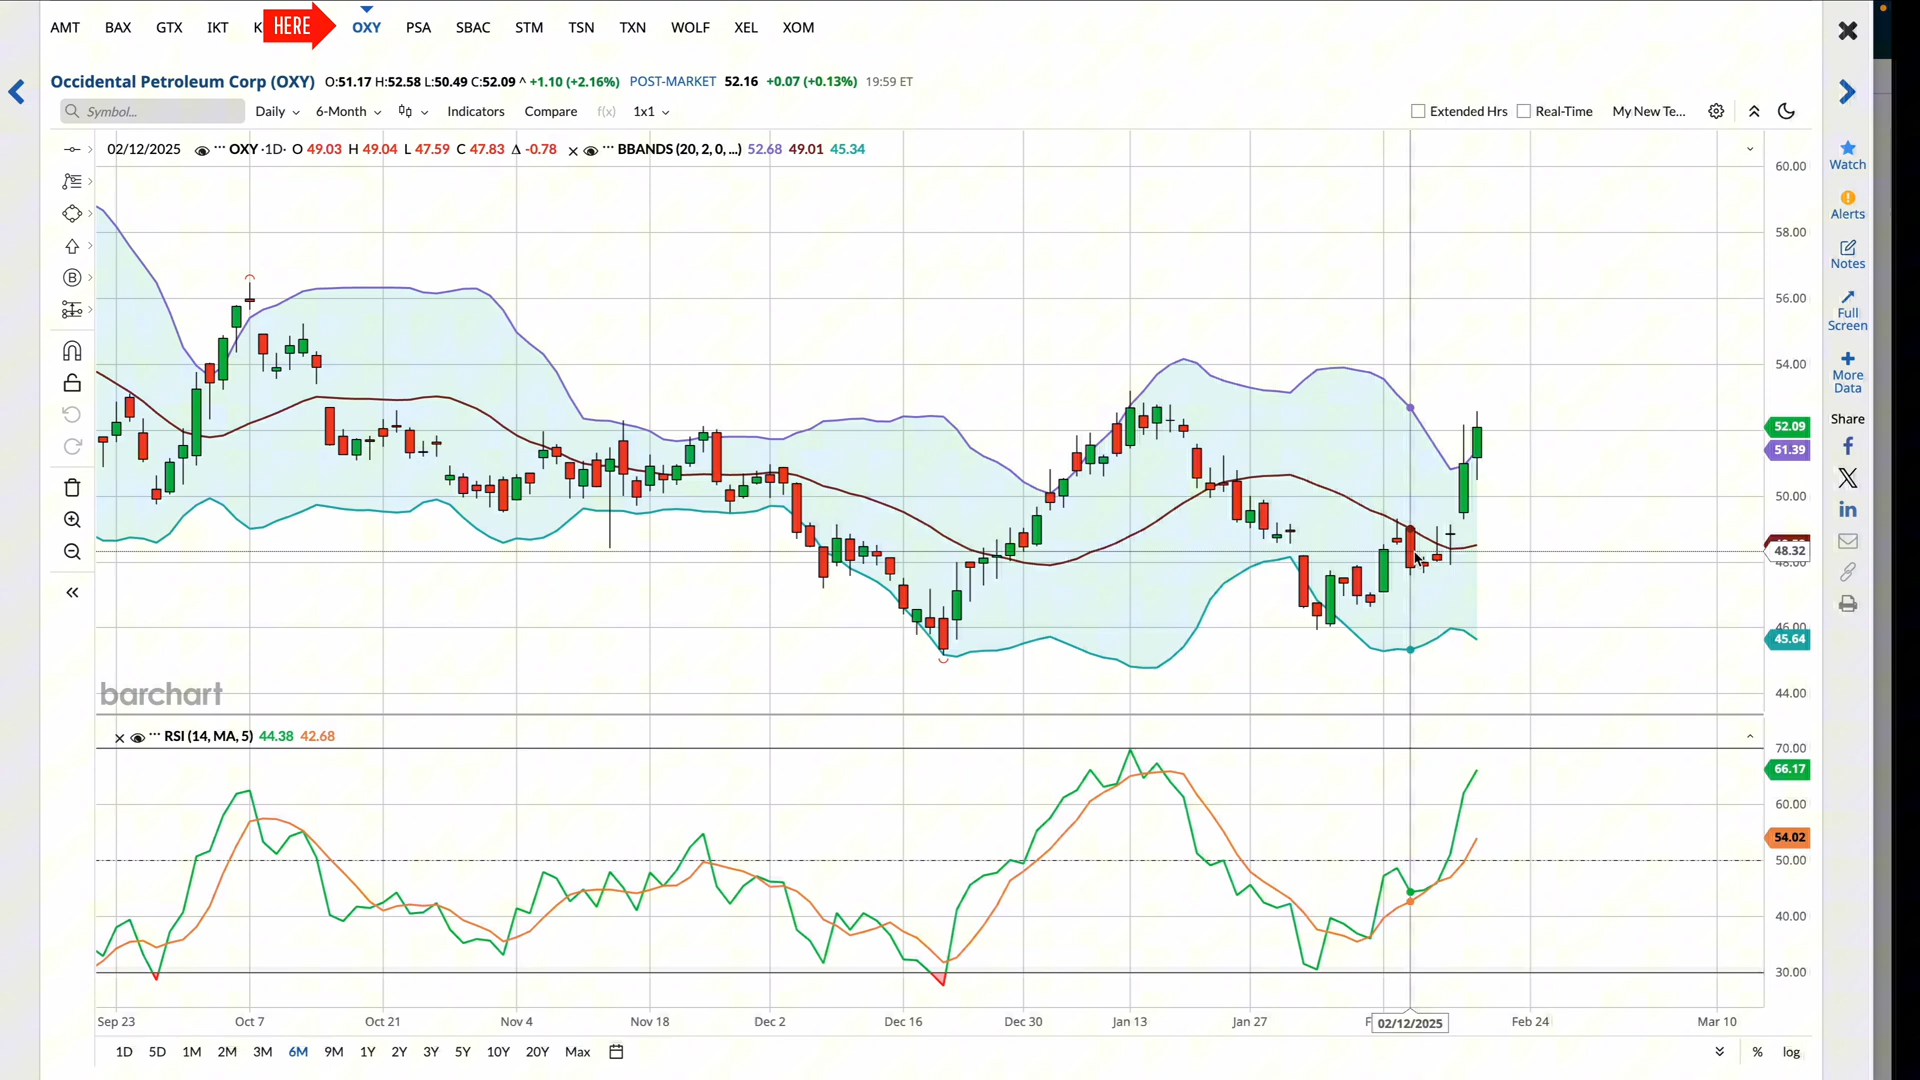 AMT BAX GTX IKT K HERE OXY PSA SBAC STM TSN TXN WOLF XEL XOM
Occidental Petroleum Corp (OXY) O:51.17 H:52.58 L:50.49 C:52.09 ^ +1.10 (+2.16%) POST-MARKET 52.16 +0.07 (+0.13%) 19:59 ET
Symbol... Daily 6-Month Indicators Compare f(x) 1x1 Extended Hrs Real-Time My New Te...
02/12/2025 OXY ·1D· O 49.03 H 49.04 L 47.59 C 47.83 Δ -0.78 BBANDS (20, 2, 0, ...) 52.68 49.01 45.34
60.00
58.00
56.00
54.00
52.09
51.39
50.00
48.32
48.00
46.00
45.64
44.00
barchart
RSI (14, MA, 5) 44.38 42.68
70.00
66.17
60.00
54.02
50.00
40.00
30.00
Sep 23 Oct 7 Oct 21 Nov 4 Nov 18 Dec 2 Dec 16 Dec 30 Jan 13 Jan 27 F 02/12/2025 Feb 24 Mar 10
1D 5D 1M 2M 3M 6M 9M 1Y 2Y 3Y 5Y 10Y 20Y Max % log
Watch
Alerts
Notes
Full
Screen
More
Data
Share